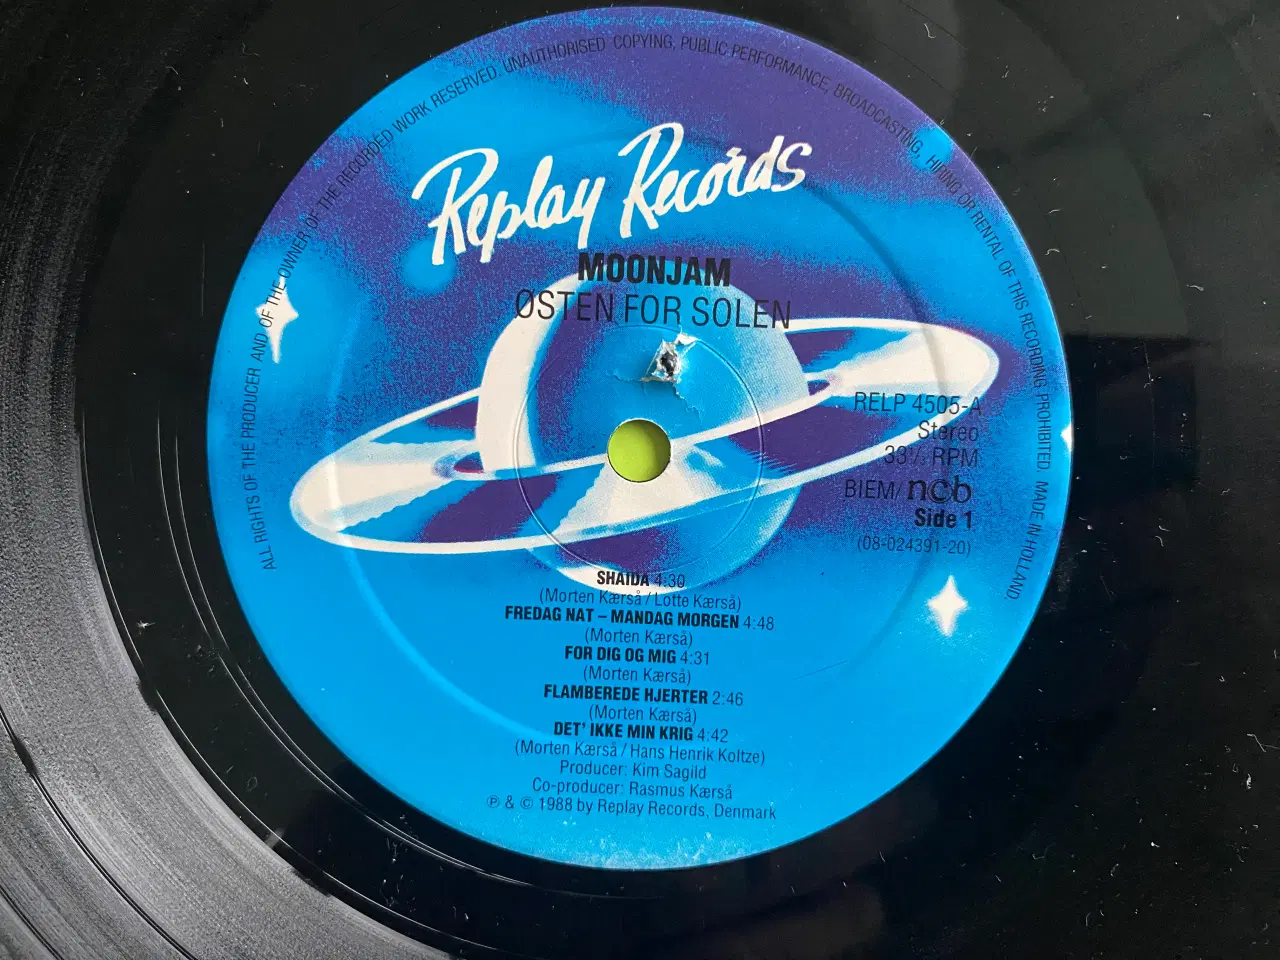 ALL RIGHTS OF THE PRODUCER AND OF THE OWNER OF THE RECORDED WORK RESERVED. UNAUTHORISED COPYING, PUBLIC PERFORMANCE, BROADCASTING, HIRING OR RENTAL OF THIS RECORDING PROHIBITED. MADE IN HOLLAND.
Replay Records
MOONJAM
ØSTEN FOR SOLEN
RELP 4505-A
Stereo
33⅓ RPM
BIEM/ncb
Side 1
(08-024391-20)
SHAIDA 4:30
(Morten Kærså / Lotte Kærså)
FREDAG NAT – MANDAG MORGEN 4:48
(Morten Kærså)
FOR DIG OG MIG 4:31
(Morten Kærså)
FLAMBEREDE HJERTER 2:46
(Morten Kærså)
DET' IKKE MIN KRIG 4:42
(Morten Kærså / Hans Henrik Koltze)
Producer: Kim Sagild
Co-producer: Rasmus Kærså
℗ & © 1988 by Replay Records, Denmark